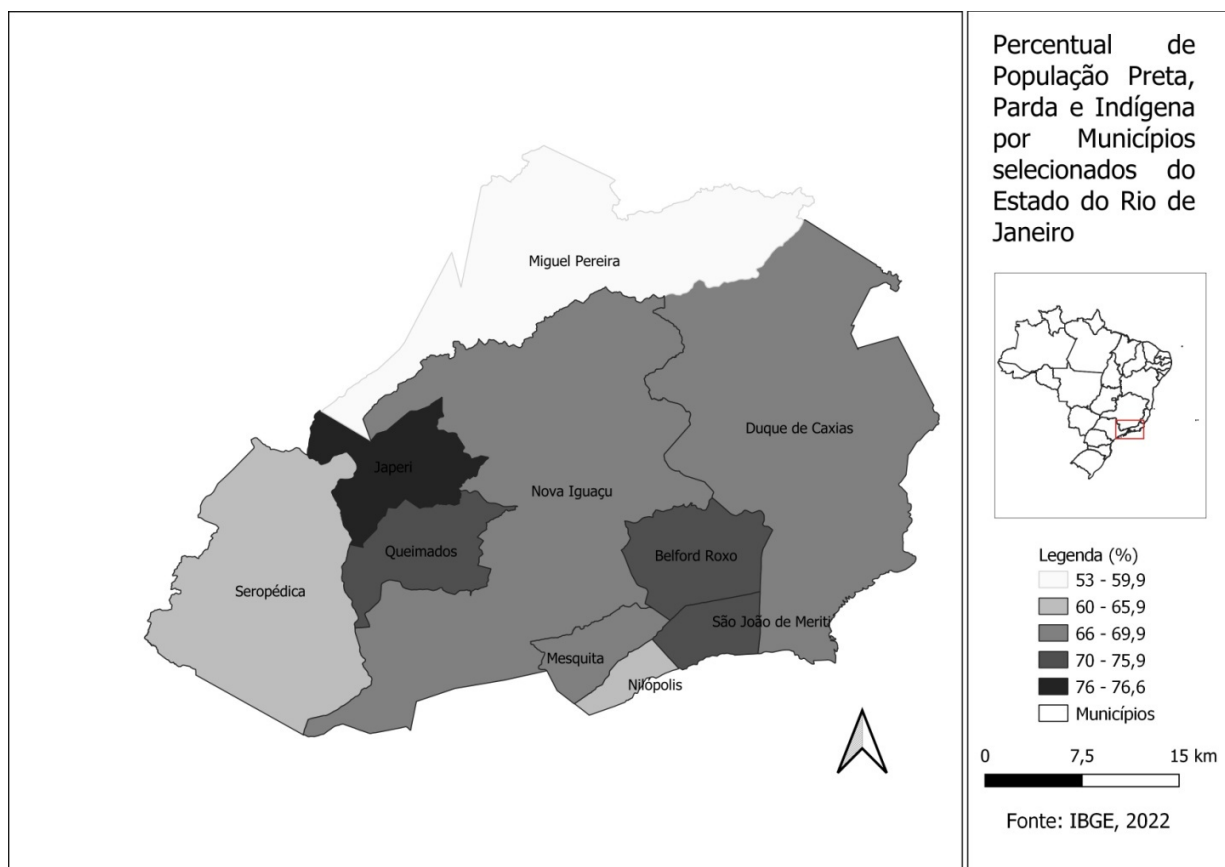 Percentual de
População Preta,
Parda e Indígena
por Municípios
selecionados do
Estado do Rio de
Janeiro
Miguel Pereira
Duque de Caxias
Japeri
Nova Iguaçu
Queimados
Belford Roxo
Seropédica
São João de Meriti
Mesquita
Nilópolis
Legenda (%)
53 - 59,9
60 - 65,9
66 - 69,9
70 - 75,9
76 - 76,6
Municípios
0 7,5 15 km
Fonte: IBGE, 2022